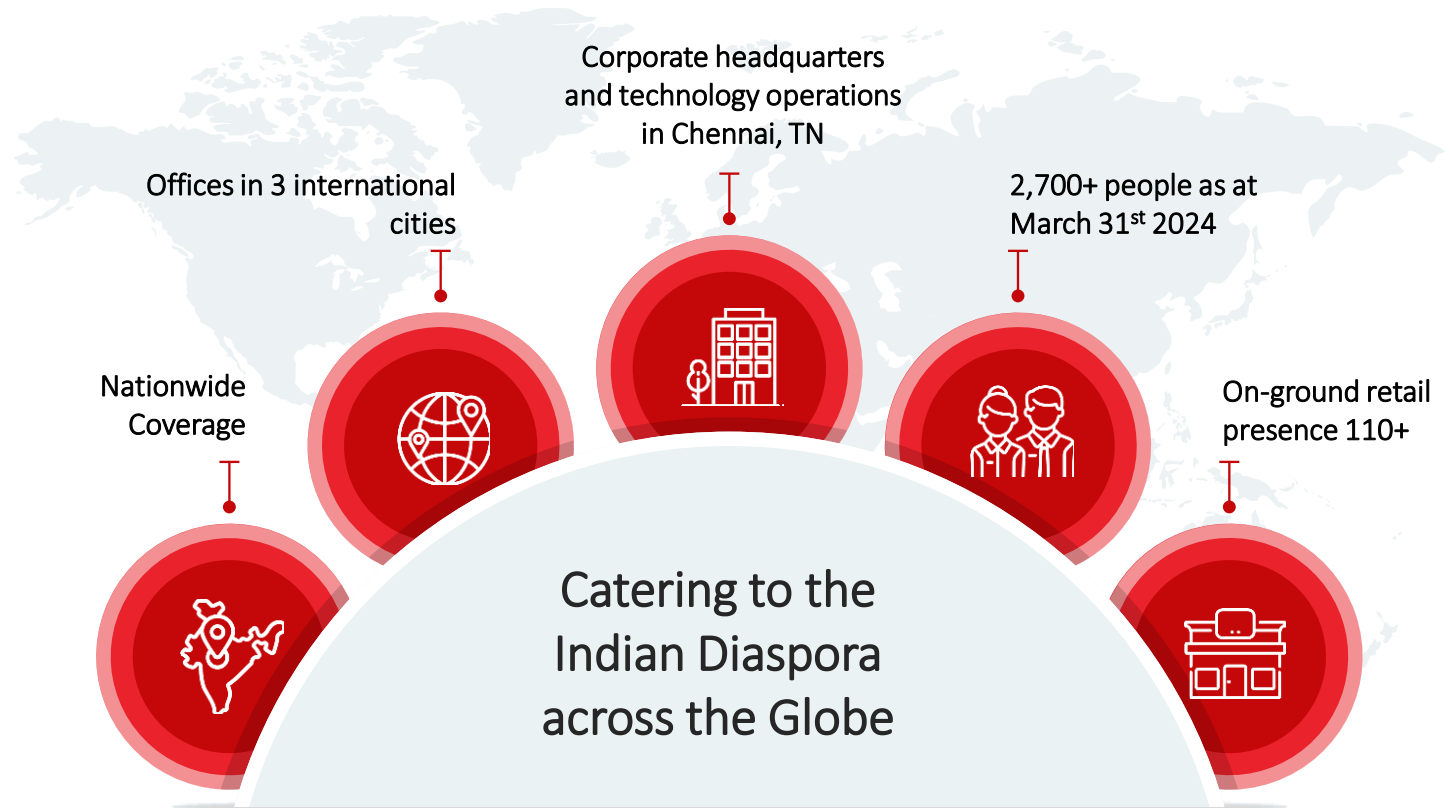 Corporate headquarters
and technology operations
in Chennai, TN
Offices in 3 international
cities
2,700+ people as at
March 31st 2024
Nationwide
Coverage
On-ground retail
presence 110+
Catering to the
Indian Diaspora
across the Globe